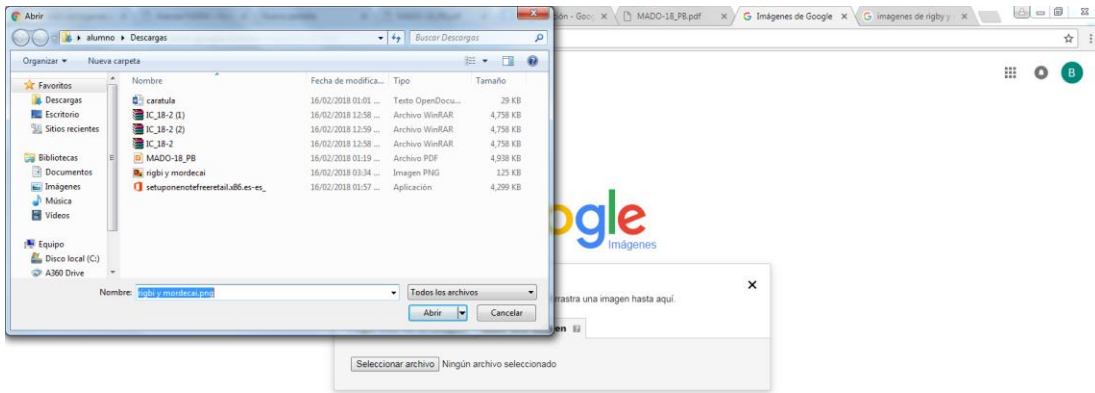 Abrir
ón - Goog
MADO-18_PB.pdf
Imágenes de Google
imagenes de rigby y
alumno Descargas
Buscar Descargas
Organizar
Nueva carpeta
B
Favoritos
Descargas
Escritorio
Sitios recientes
Bibliotecas
Documentos
Imágenes
Música
Vídeos
Equipo
Disco local (C:)
A360 Drive
Nombre Fecha de modifica... Tipo Tamaño
caratula 16/02/2018 01:01 ... Texto OpenDocu... 29 KB
IC_18-2 (1) 16/02/2018 12:58 ... Archivo WinRAR 4,758 KB
IC_18-2 (2) 16/02/2018 12:59 ... Archivo WinRAR 4,758 KB
IC_18-2 16/02/2018 12:58 ... Archivo WinRAR 4,758 KB
MADO-18_PB 16/02/2018 01:19 ... Archivo PDF 4,938 KB
rigbi y mordecai 16/02/2018 03:34 ... Imagen PNG 125 KB
setuponenotefreeretail.x86.es-es_ 16/02/2018 01:57 ... Aplicación 4,299 KB
Nombre: rigbi y mordecai.png
Todos los archivos
Abrir
Cancelar
ogle
Imágenes
rrastra una imagen hasta aquí.
en
Seleccionar archivo Ningún archivo seleccionado